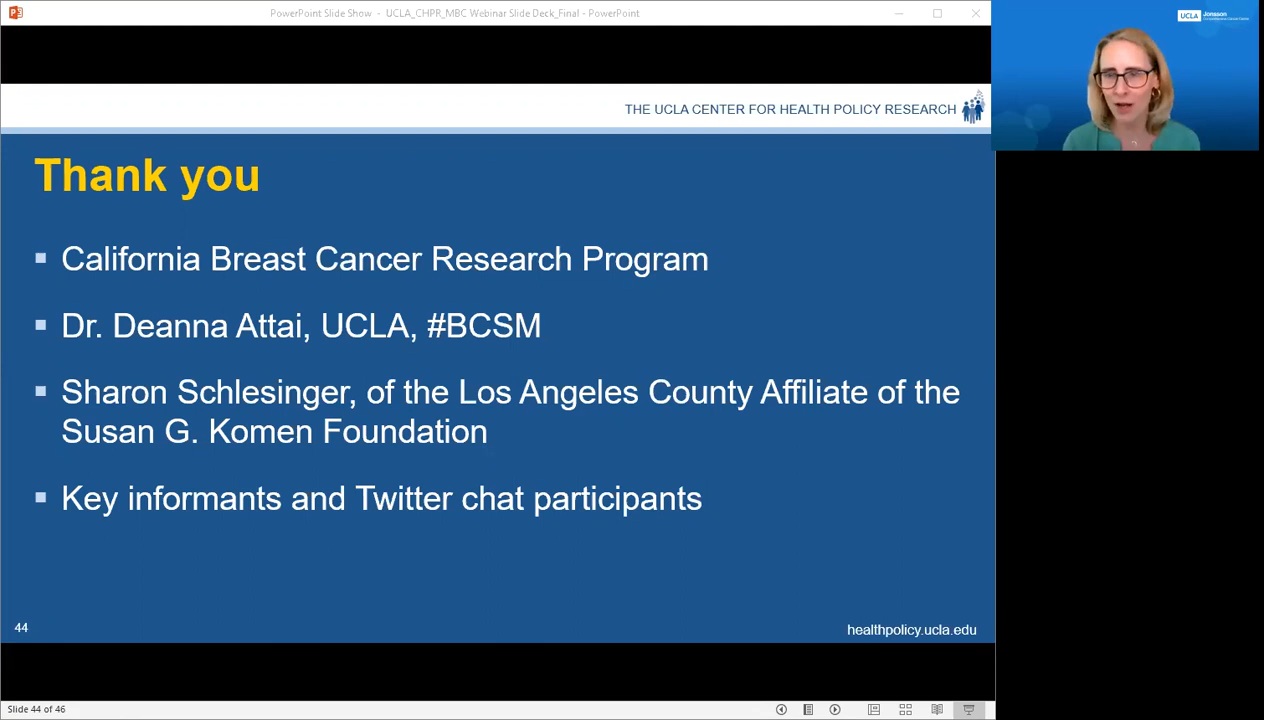 PowerPoint Slide Show - UCLA_CHPR_MBC Webinar Slide Deck_Final - PowerPoint
UCLA Jonsson
THE UCLA CENTER FOR HEALTH POLICY RESEARCH
Thank you
California Breast Cancer Research Program
Dr. Deanna Attai, UCLA, #BCSM
Sharon Schlesinger, of the Los Angeles County Affiliate of the
Susan G. Komen Foundation
Key informants and Twitter chat participants
44
healthpolicy.ucla.edu
Slide 44 of 46